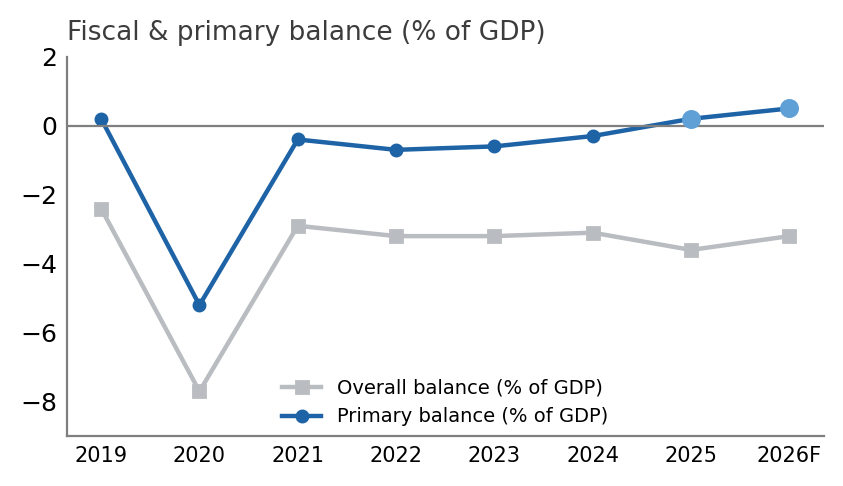 Fiscal & primary balance (% of GDP)
2
0
−2
−4
−6
−8
Overall balance (% of GDP)
Primary balance (% of GDP)
2019 2020 2021 2022 2023 2024 2025 2026F